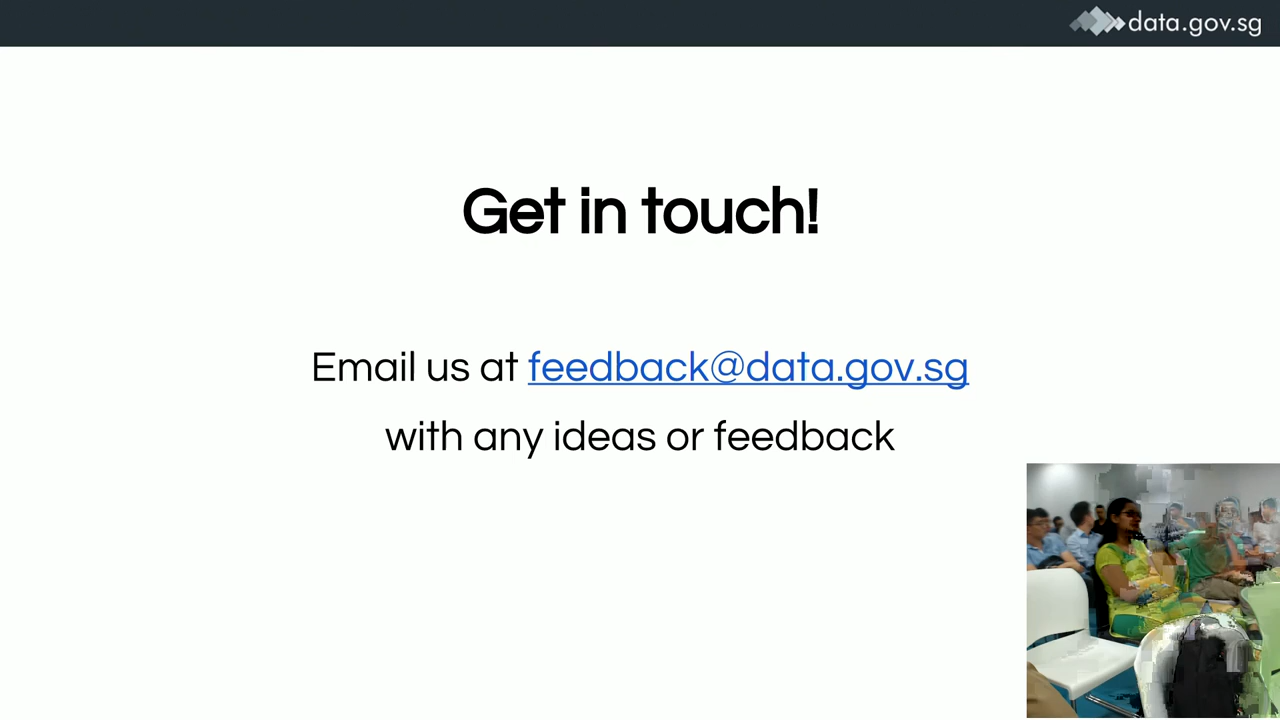 data.gov.sg
Get in touch!
Email us at feedback@data.gov.sg
with any ideas or feedback